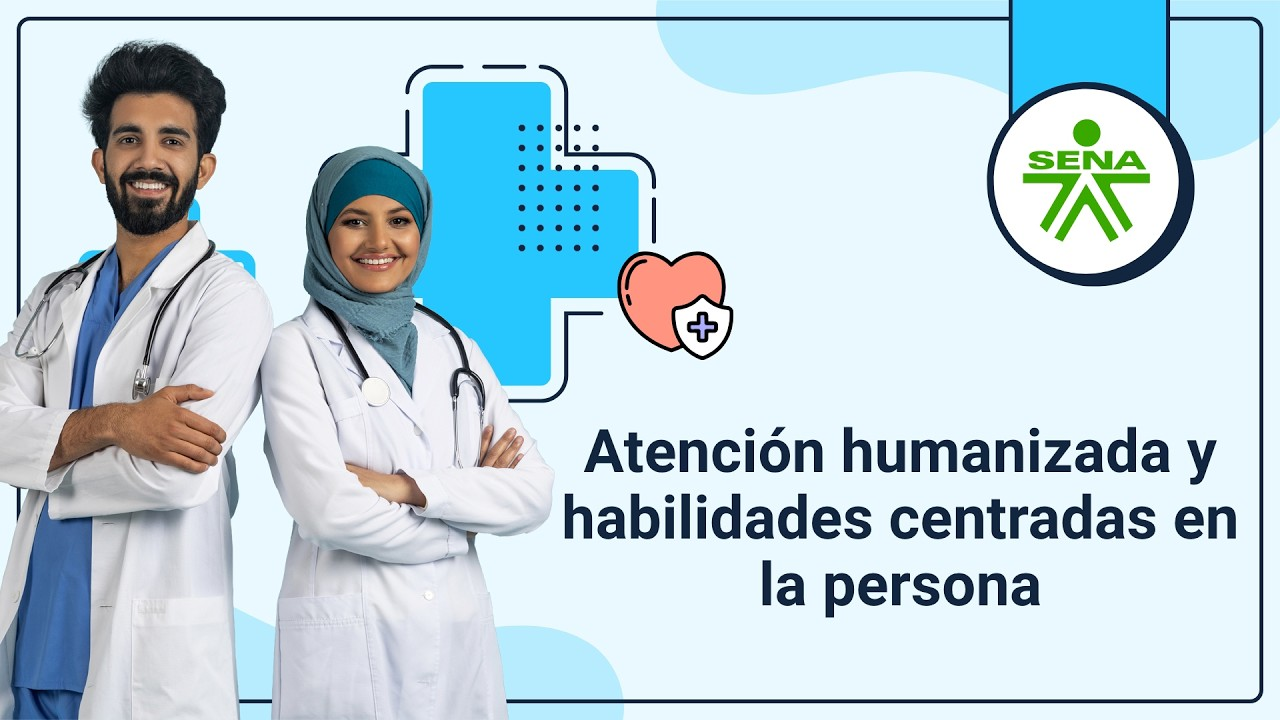 SENA
Atención humanizada y
habilidades centradas en
la persona